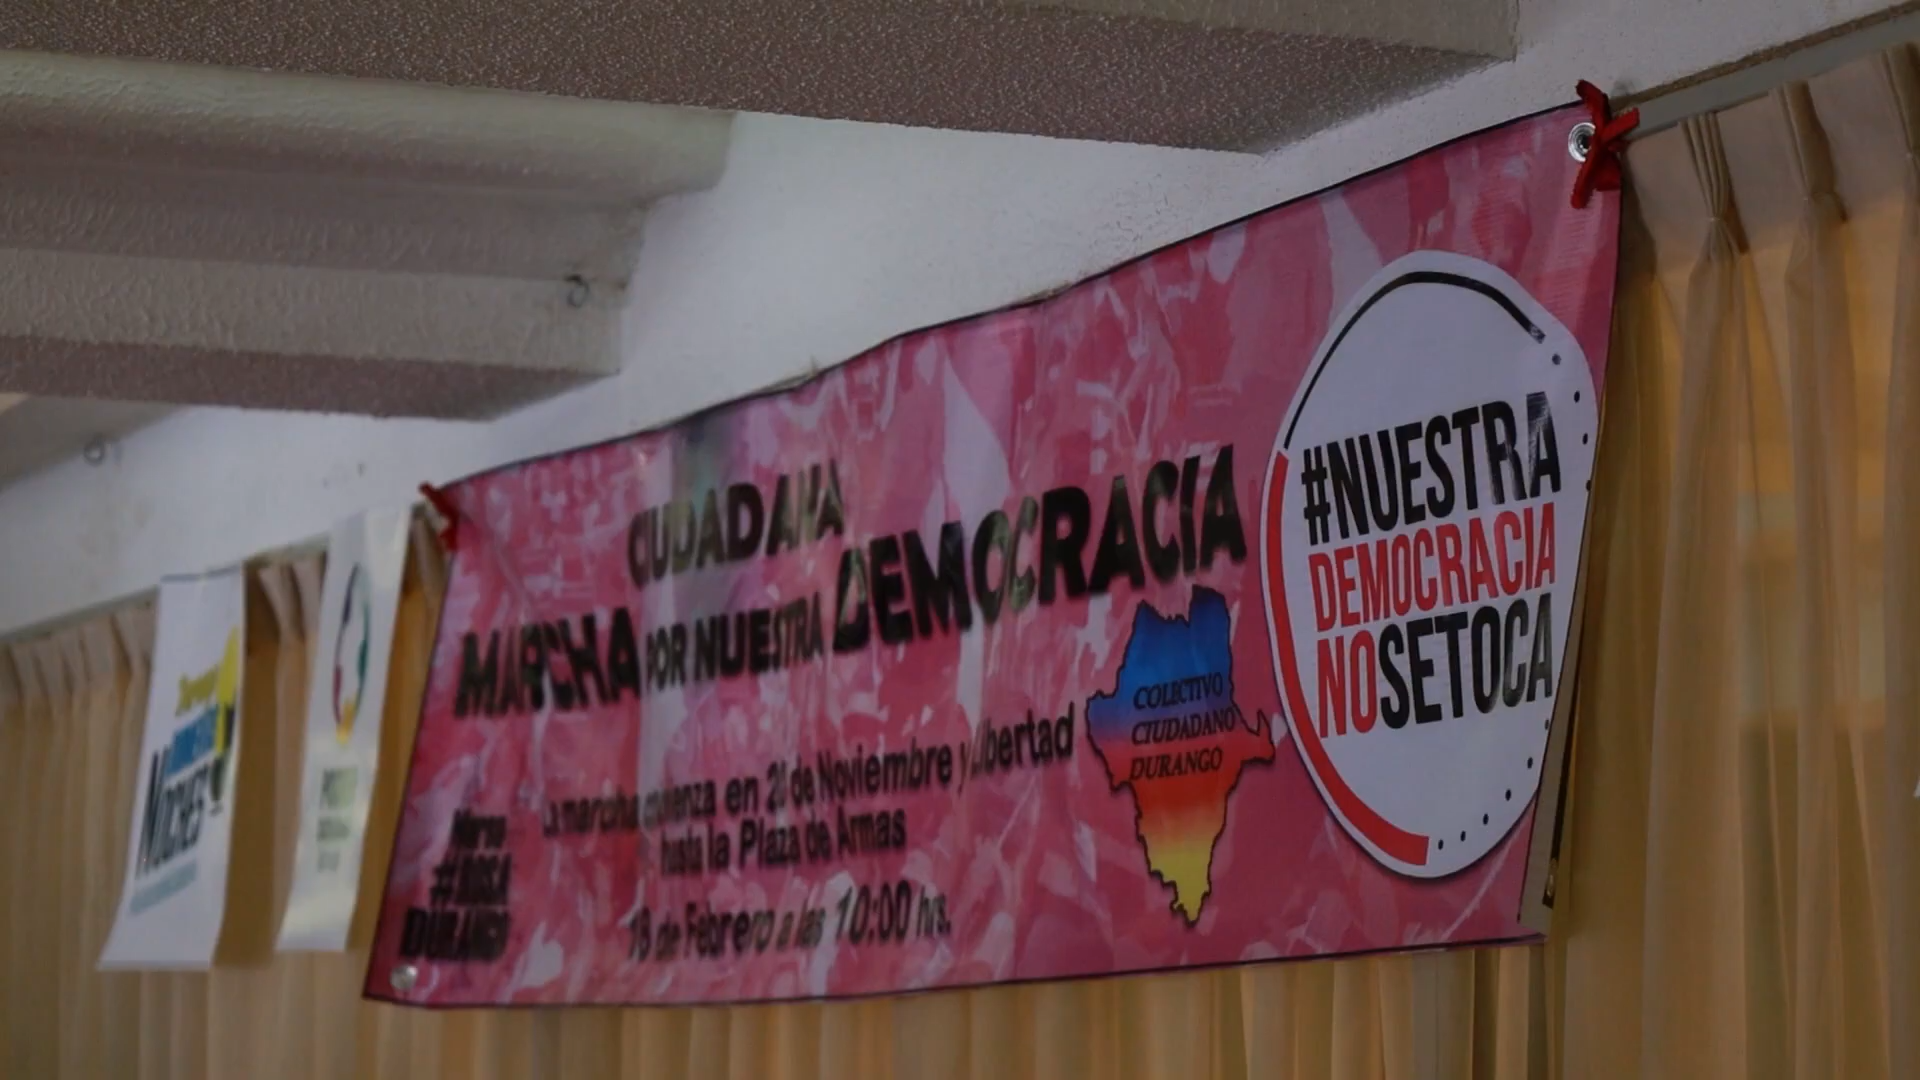 CIUDADANA
MARCHA POR NUESTRA DEMOCRACIA
La marcha comienza en 20 de Noviembre y Libertad
hasta la Plaza de Armas
18 de Febrero a las 10:00 hrs.
#ROSA
DURANGO
COLECTIVO
CIUDADANO
DURANGO
#NUESTRA
DEMOCRACIA
NOSETOCA